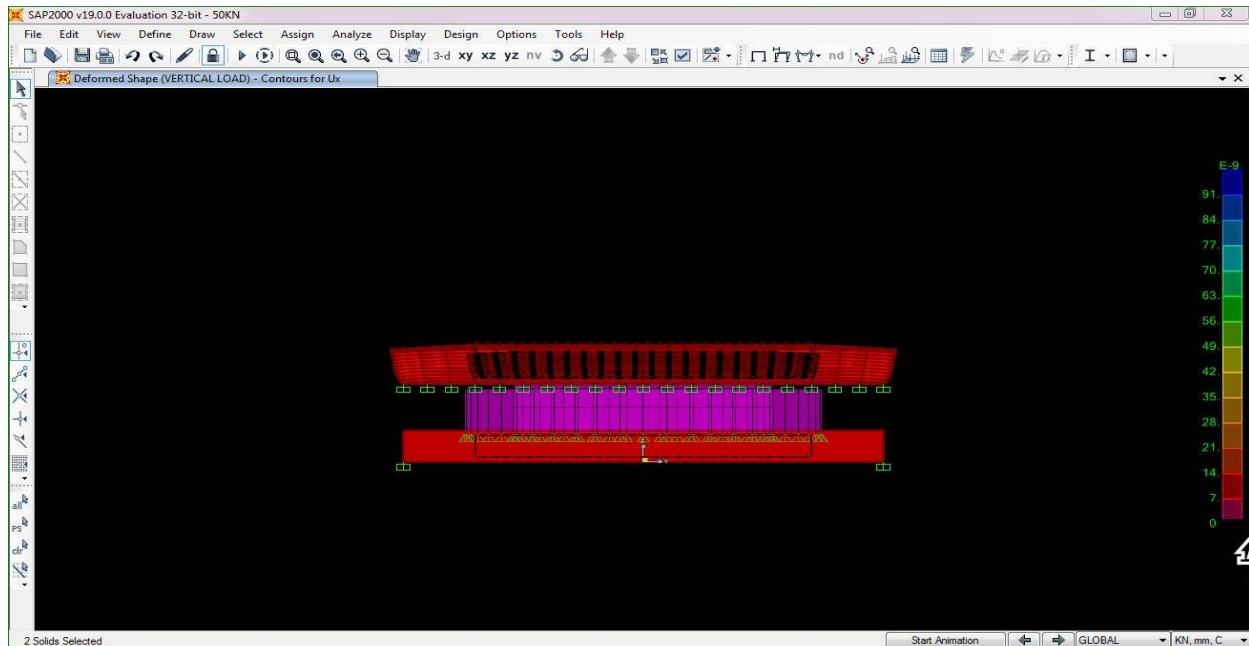 SAP2000 v19.0.0 Evaluation 32-bit - 50KN
File Edit View Define Draw Select Assign Analyze Display Design Options Tools Help
3-d xy xz yz nv nd
Deformed Shape (VERTICAL LOAD) - Contours for Ux
E-9
91.
84.
77.
70.
63.
56.
49.
42.
35.
28.
21.
14.
7.
0
all
PS
clr
2 Solids Selected Start Animation GLOBAL KN, mm, C